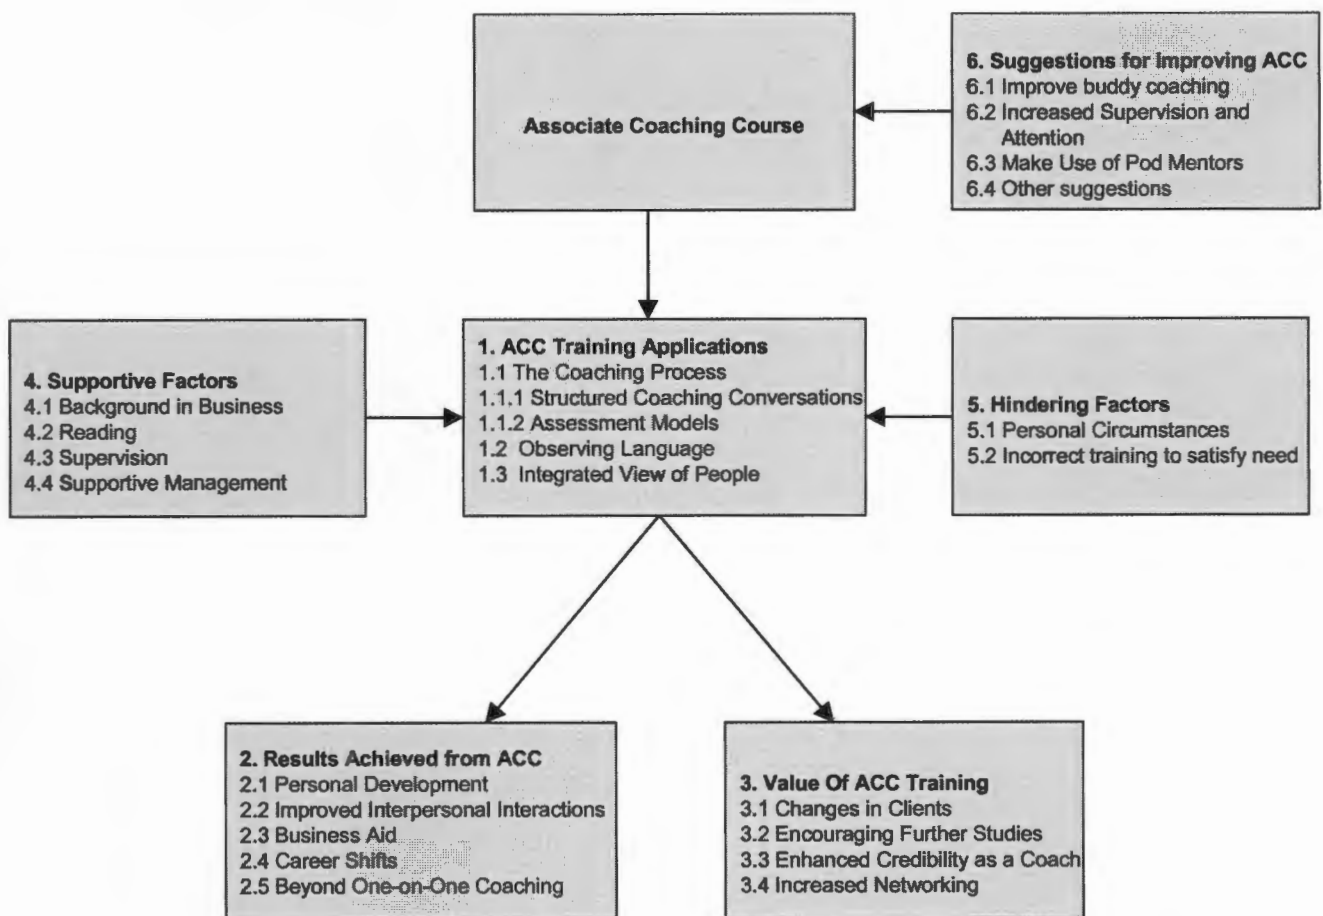 Associate Coaching Course
6. Suggestions for Improving ACC
6.1 Improve buddy coaching
6.2 Increased Supervision and
Attention
6.3 Make Use of Pod Mentors
6.4 Other suggestions
4. Supportive Factors
4.1 Background in Business
4.2 Reading
4.3 Supervision
4.4 Supportive Management
1. ACC Training Applications
1.1 The Coaching Process
1.1.1 Structured Coaching Conversations
1.1.2 Assessment Models
1.2 Observing Language
1.3 Integrated View of People
5. Hindering Factors
5.1 Personal Circumstances
5.2 Incorrect training to satisfy need
2. Results Achieved from ACC
2.1 Personal Development
2.2 Improved Interpersonal Interactions
2.3 Business Aid
2.4 Career Shifts
2.5 Beyond One-on-One Coaching
3. Value Of ACC Training
3.1 Changes in Clients
3.2 Encouraging Further Studies
3.3 Enhanced Credibility as a Coach
3.4 Increased Networking